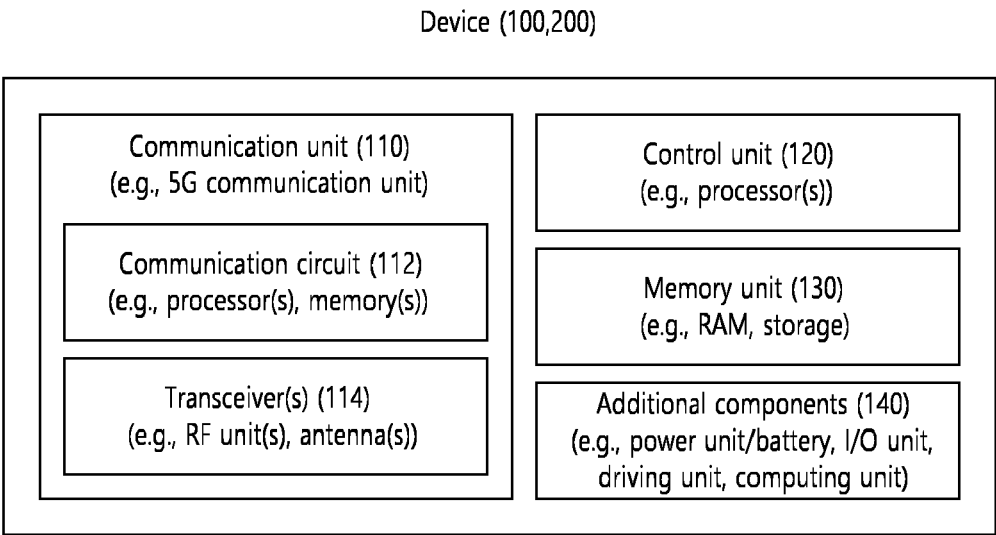 Device (100,200)
Communication unit (110)
(e.g., 5G communication unit)
Communication circuit (112)
(e.g., processor(s), memory(s))
Transceiver(s) (114)
(e.g., RF unit(s), antenna(s))
Control unit (120)
(e.g., processor(s))
Memory unit (130)
(e.g., RAM, storage)
Additional components (140)
(e.g., power unit/battery, I/O unit,
driving unit, computing unit)